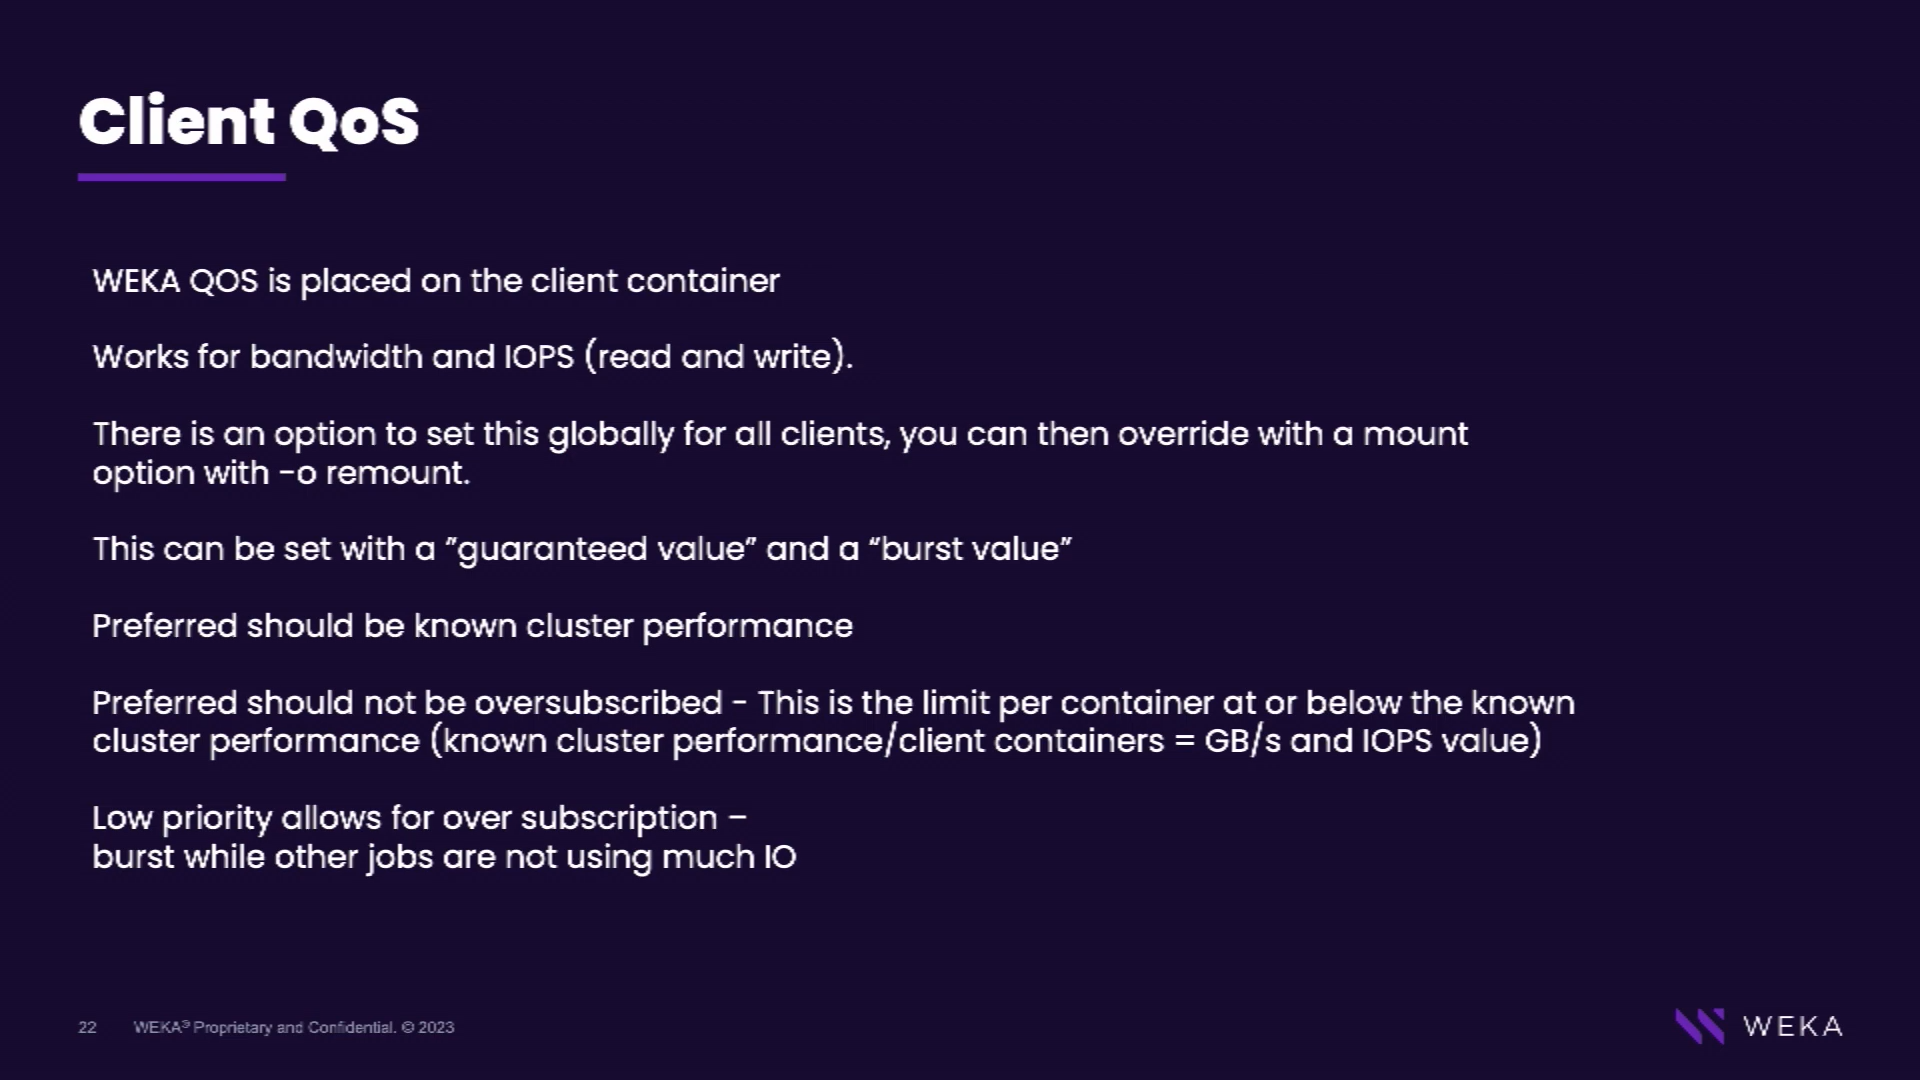 Client QoS
WEKA QOS is placed on the client container
Works for bandwidth and IOPS (read and write).
There is an option to set this globally for all clients, you can then override with a mount
option with -o remount.
This can be set with a ”guaranteed value” and a “burst value”
Preferred should be known cluster performance
Preferred should not be oversubscribed - This is the limit per container at or below the known
cluster performance (known cluster performance/client containers = GB/s and IOPS value)
Low priority allows for over subscription –
burst while other jobs are not using much IO
22 WEKA® Proprietary and Confidential. © 2023
WEKA